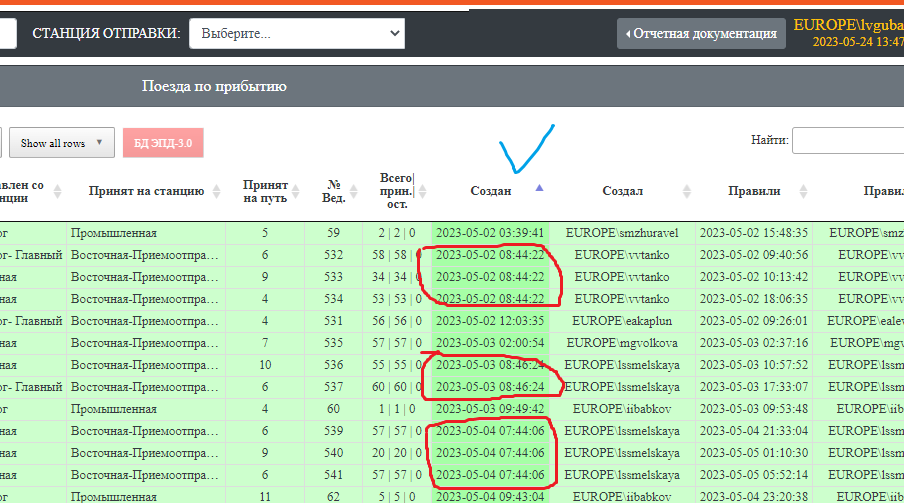 СТАНЦИЯ ОТПРАВКИ: Выберите... Отчетная документация EUROPE\lvguba
2023-05-24 13:47
Поезда по прибытию
Show all rows БД ЭПД-3.0 Найти:
авлен со нции Принят на станцию Принят на путь № Вед. Всего| прин.| ост. Создан Создал Правили Правил
ог Промышленная 5 59 2 | 2 | 0 2023-05-02 03:39:41 EUROPE\smzhuravel 2023-05-02 15:48:35 EUROPE\smz
ог- Главный Восточная-Приемоотпра... 6 532 58 | 58 | 0 2023-05-02 08:44:22 EUROPE\vvtanko 2023-05-02 09:40:56 EUROPE\vv
ная Восточная-Приемоотпра... 9 533 34 | 34 | 0 2023-05-02 08:44:22 EUROPE\vvtanko 2023-05-02 10:13:42 EUROPE\vv
ная Восточная-Приемоотпра... 4 534 53 | 53 | 0 2023-05-02 08:44:22 EUROPE\vvtanko 2023-05-02 18:06:35 EUROPE\vv
ог- Главный Восточная-Приемоотпра... 4 531 56 | 56 | 0 2023-05-02 12:03:35 EUROPE\eakaplun 2023-05-02 09:26:01 EUROPE\eale
ная Восточная-Приемоотпра... 7 535 57 | 57 | 0 2023-05-03 02:00:54 EUROPE\mgvolkova 2023-05-03 02:37:16 EUROPE\mgv
ная Восточная-Приемоотпра... 10 536 55 | 55 | 0 2023-05-03 08:46:24 EUROPE\lssmelskaya 2023-05-03 10:57:52 EUROPE\lssm
ог- Главный Восточная-Приемоотпра... 6 537 60 | 60 | 0 2023-05-03 08:46:24 EUROPE\lssmelskaya 2023-05-03 17:33:07 EUROPE\lssm
ог Промышленная 4 60 1 | 1 | 0 2023-05-03 09:49:42 EUROPE\iibabkov 2023-05-03 09:53:48 EUROPE\iiba
ная Восточная-Приемоотпра... 6 539 57 | 57 | 0 2023-05-04 07:44:06 EUROPE\lssmelskaya 2023-05-04 21:33:04 EUROPE\lssm
ная Восточная-Приемоотпра... 9 540 20 | 20 | 0 2023-05-04 07:44:06 EUROPE\lssmelskaya 2023-05-05 01:10:30 EUROPE\lssm
ная Восточная-Приемоотпра... 6 541 57 | 57 | 0 2023-05-04 07:44:06 EUROPE\lssmelskaya 2023-05-05 05:52:14 EUROPE\lssm
ог Промышленная 11 62 5 | 5 | 0 2023-05-04 09:43:04 EUROPE\iibabkov 2023-05-04 23:20:38 EUROPE\iiba